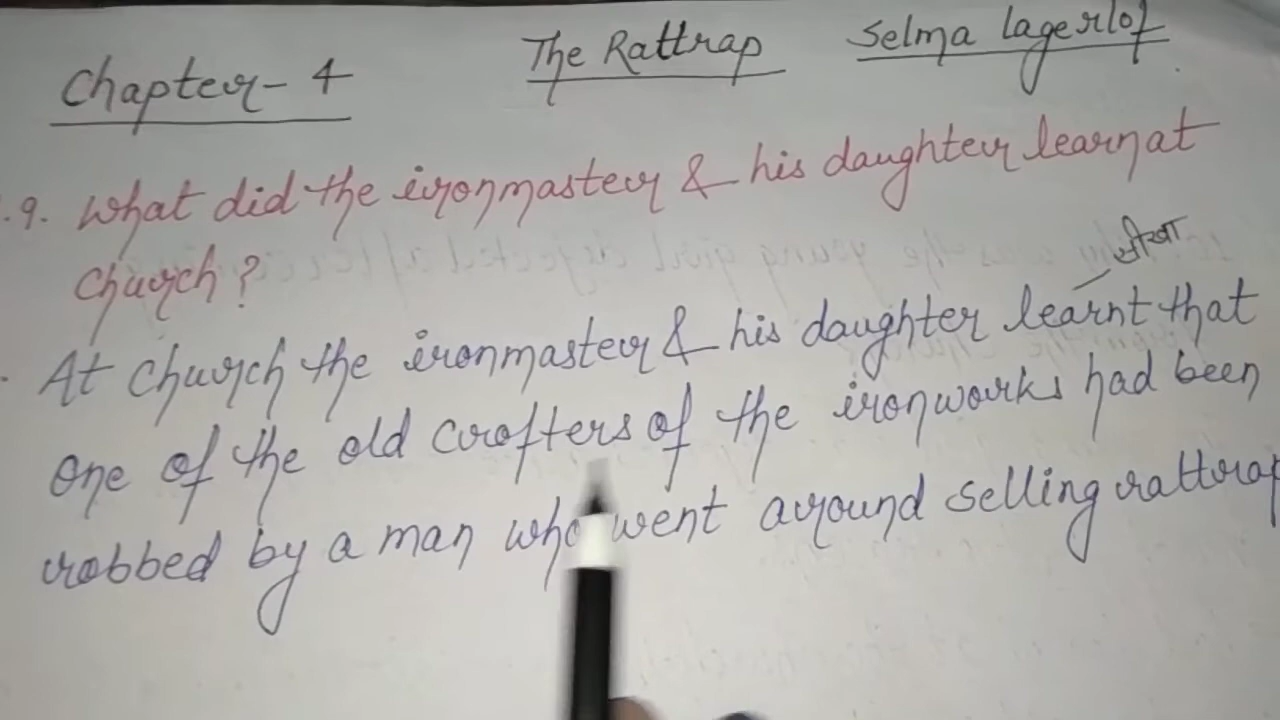 The Rattrap Selma lagerlof
Chapter-4
9. What did the ironmaster & his daughter learn at
church?
सीखा
At church the ironmaster & his daughter learnt that
one of the old crofters of the ironworks had been
robbed by a man who went around selling rattrap